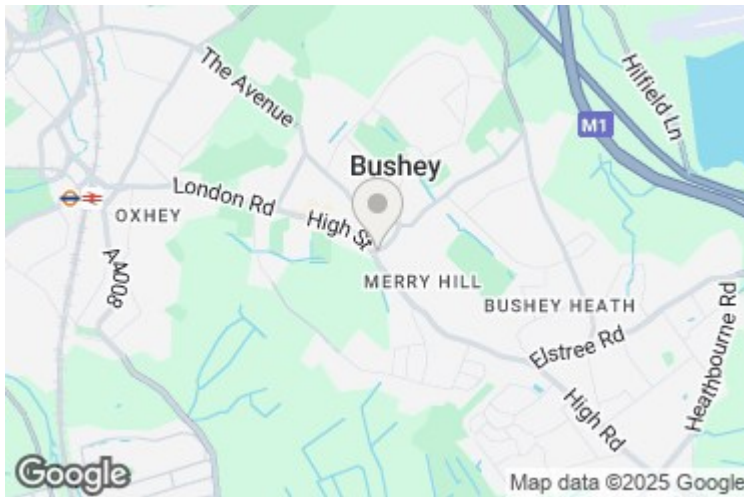 The Avenue
Hilfield Ln
M1
Bushey
London Rd
OXHEY
High St
A4008
MERRY HILL
BUSHEY HEATH
Elstree Rd
Heathbourne Rd
High Rd
Google
Map data ©2025 Google